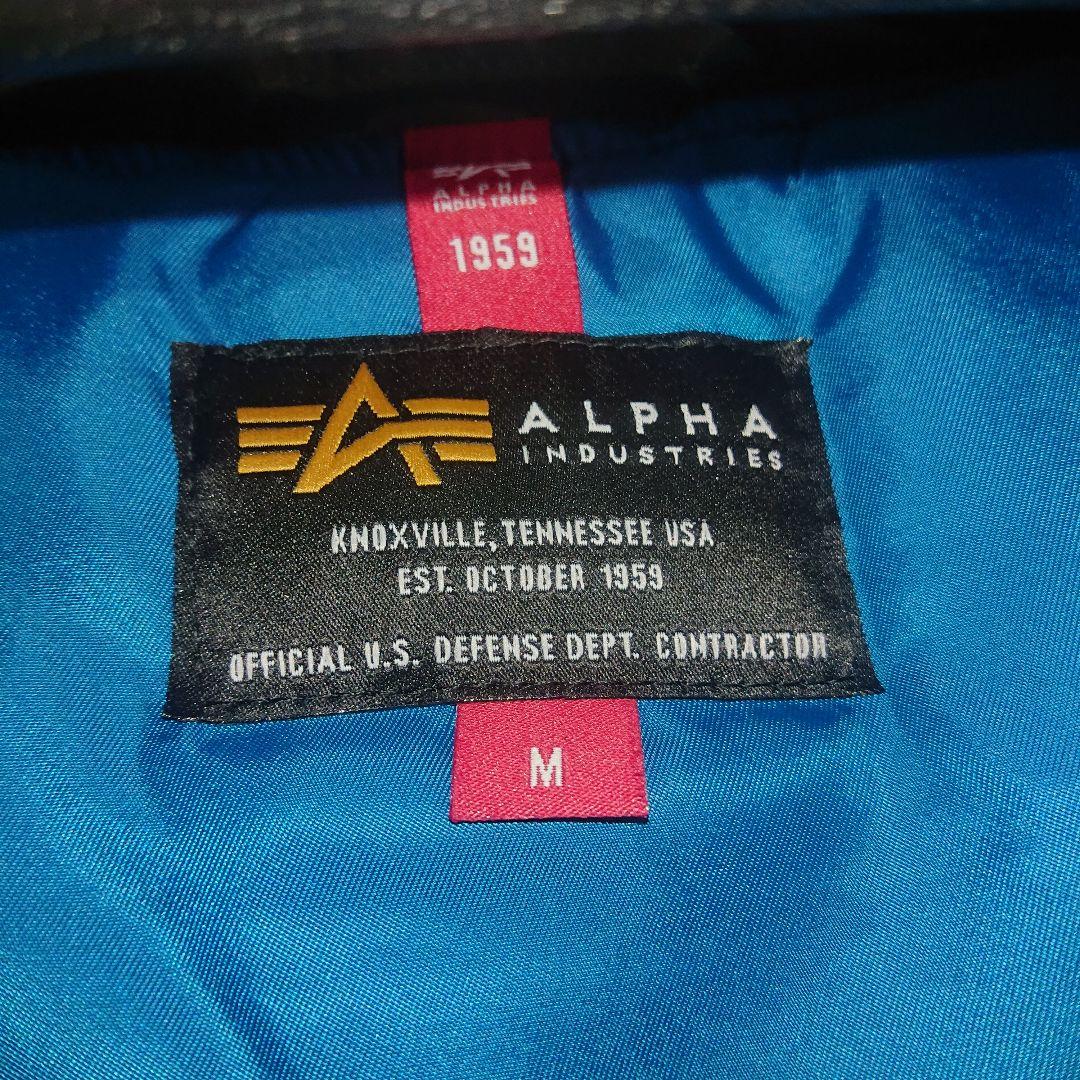 ALPHA
INDUSTRIES
1959
ALPHA
INDUSTRIES
KNOXVILLE, TENNESSEE USA
EST. OCTOBER 1959
OFFICIAL U.S. DEFENSE DEPT. CONTRACTOR
M